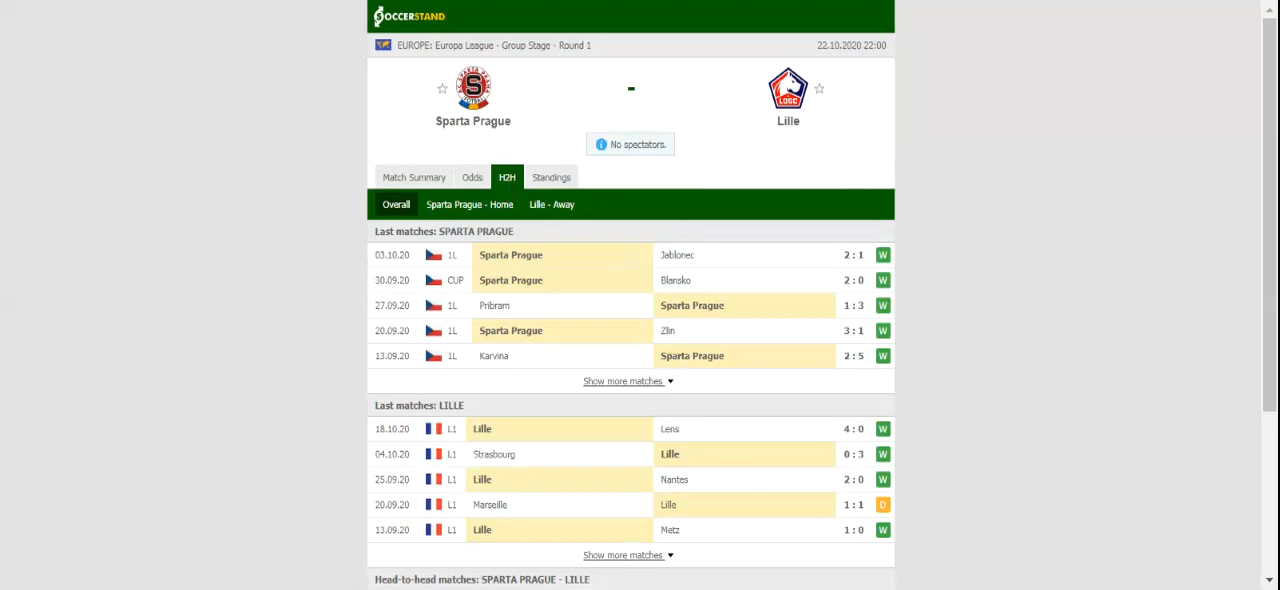 SOCCERSTAND
EUROPE: Europa League - Group Stage - Round 1 22.10.2020 22:00
-
Sparta Prague Lille
No spectators.
Match Summary Odds H2H Standings
Overall Sparta Prague - Home Lille - Away
Last matches: SPARTA PRAGUE
03.10.20 1L Sparta Prague Jablonec 2 : 1 W
30.09.20 CUP Sparta Prague Blansko 2 : 0 W
27.09.20 1L Pribram Sparta Prague 1 : 3 W
20.09.20 1L Sparta Prague Zlin 3 : 1 W
13.09.20 1L Karvina Sparta Prague 2 : 5 W
Show more matches
Last matches: LILLE
18.10.20 L1 Lille Lens 4 : 0 W
04.10.20 L1 Strasbourg Lille 0 : 3 W
25.09.20 L1 Lille Nantes 2 : 0 W
20.09.20 L1 Marseille Lille 1 : 1 D
13.09.20 L1 Lille Metz 1 : 0 W
Show more matches
Head-to-head matches: SPARTA PRAGUE - LILLE